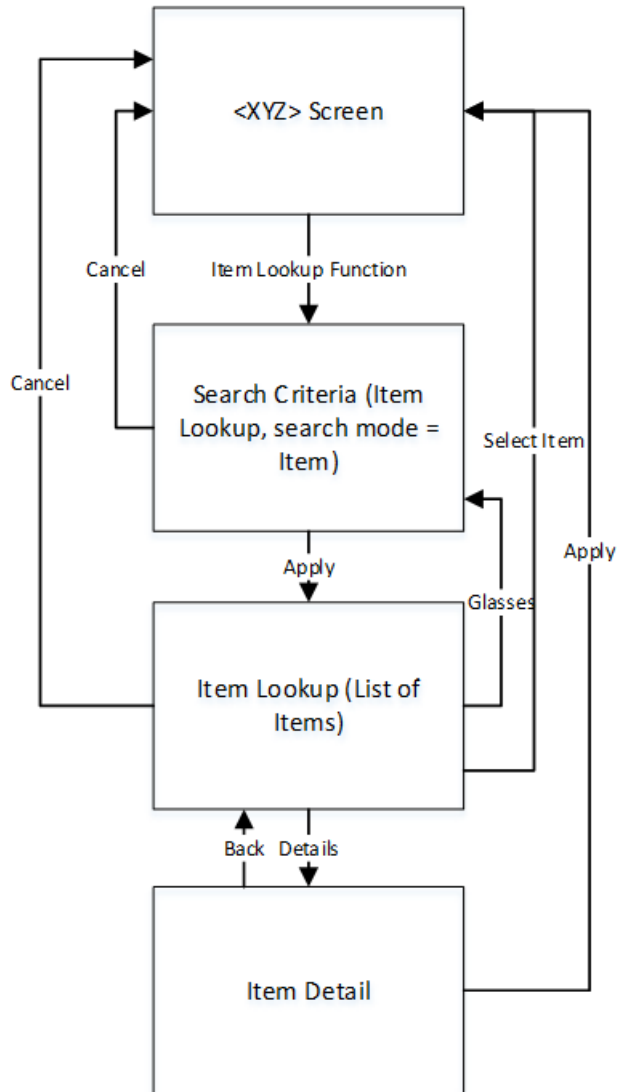 <XYZ> Screen
Cancel
Item Lookup Function
Cancel
Search Criteria (Item
Lookup, search mode =
Item)
Select Item
Apply
Apply
Glasses
Item Lookup (List of
Items)
Back
Details
Item Detail